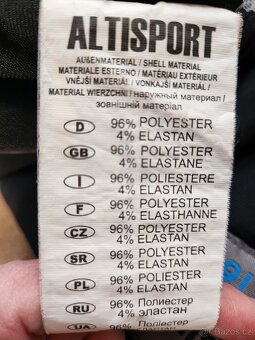 ALTISPORT
AUßENMATERIAL / SHELL MATERIAL
MATERIALE ESTERNO / MATÉRIAU EXTÉRIEUR
VNĚJŠÍ MATERIÁL / VONKAJŠÍ MATERIÁL
/ MATERIAŁ WIERZCHNI / наружный материал /
зовнішній матеріал
D 96% POLYESTER
4% ELASTAN
GB 96% POLYESTER
4% ELASTANE
I 96% POLIESTERE
4% ELASTAN
F 96% POLYESTER
4% ELASTHANNE
CZ 96% POLYESTER
4% ELASTAN
SR 96% POLYESTER
4% ELASTAN
PL 96% POLIESTER
4% ELASTAN
RU 96% Полиестер
4% эластан
UA 96% Поліестер